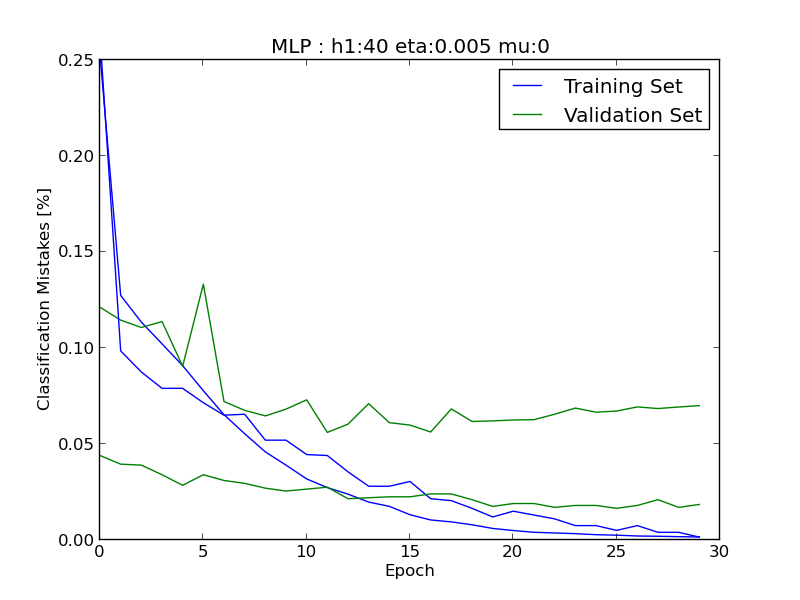 MLP : h1:40 eta:0.005 mu:0
Training Set
Validation Set
Classification Mistakes [%]
0.25
0.20
0.15
0.10
0.05
0.00
0 5 10 15 20 25 30
Epoch